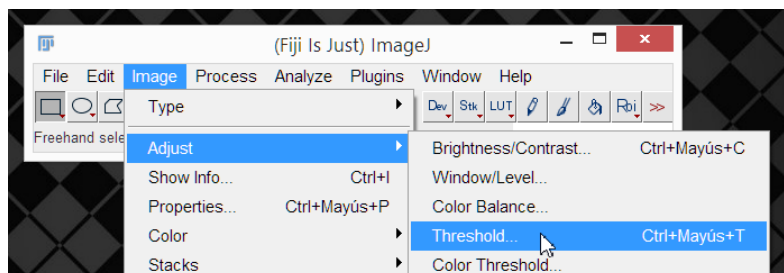 (Fiji Is Just) ImageJ
File Edit Image Process Analyze Plugins Window Help
Dev Stk LUT Roi >>
Freehand sele
Type
Adjust
Show Info... Ctrl+I
Properties... Ctrl+Mayús+P
Color
Stacks
Brightness/Contrast... Ctrl+Mayús+C
Window/Level...
Color Balance...
Threshold... Ctrl+Mayús+T
Color Threshold...